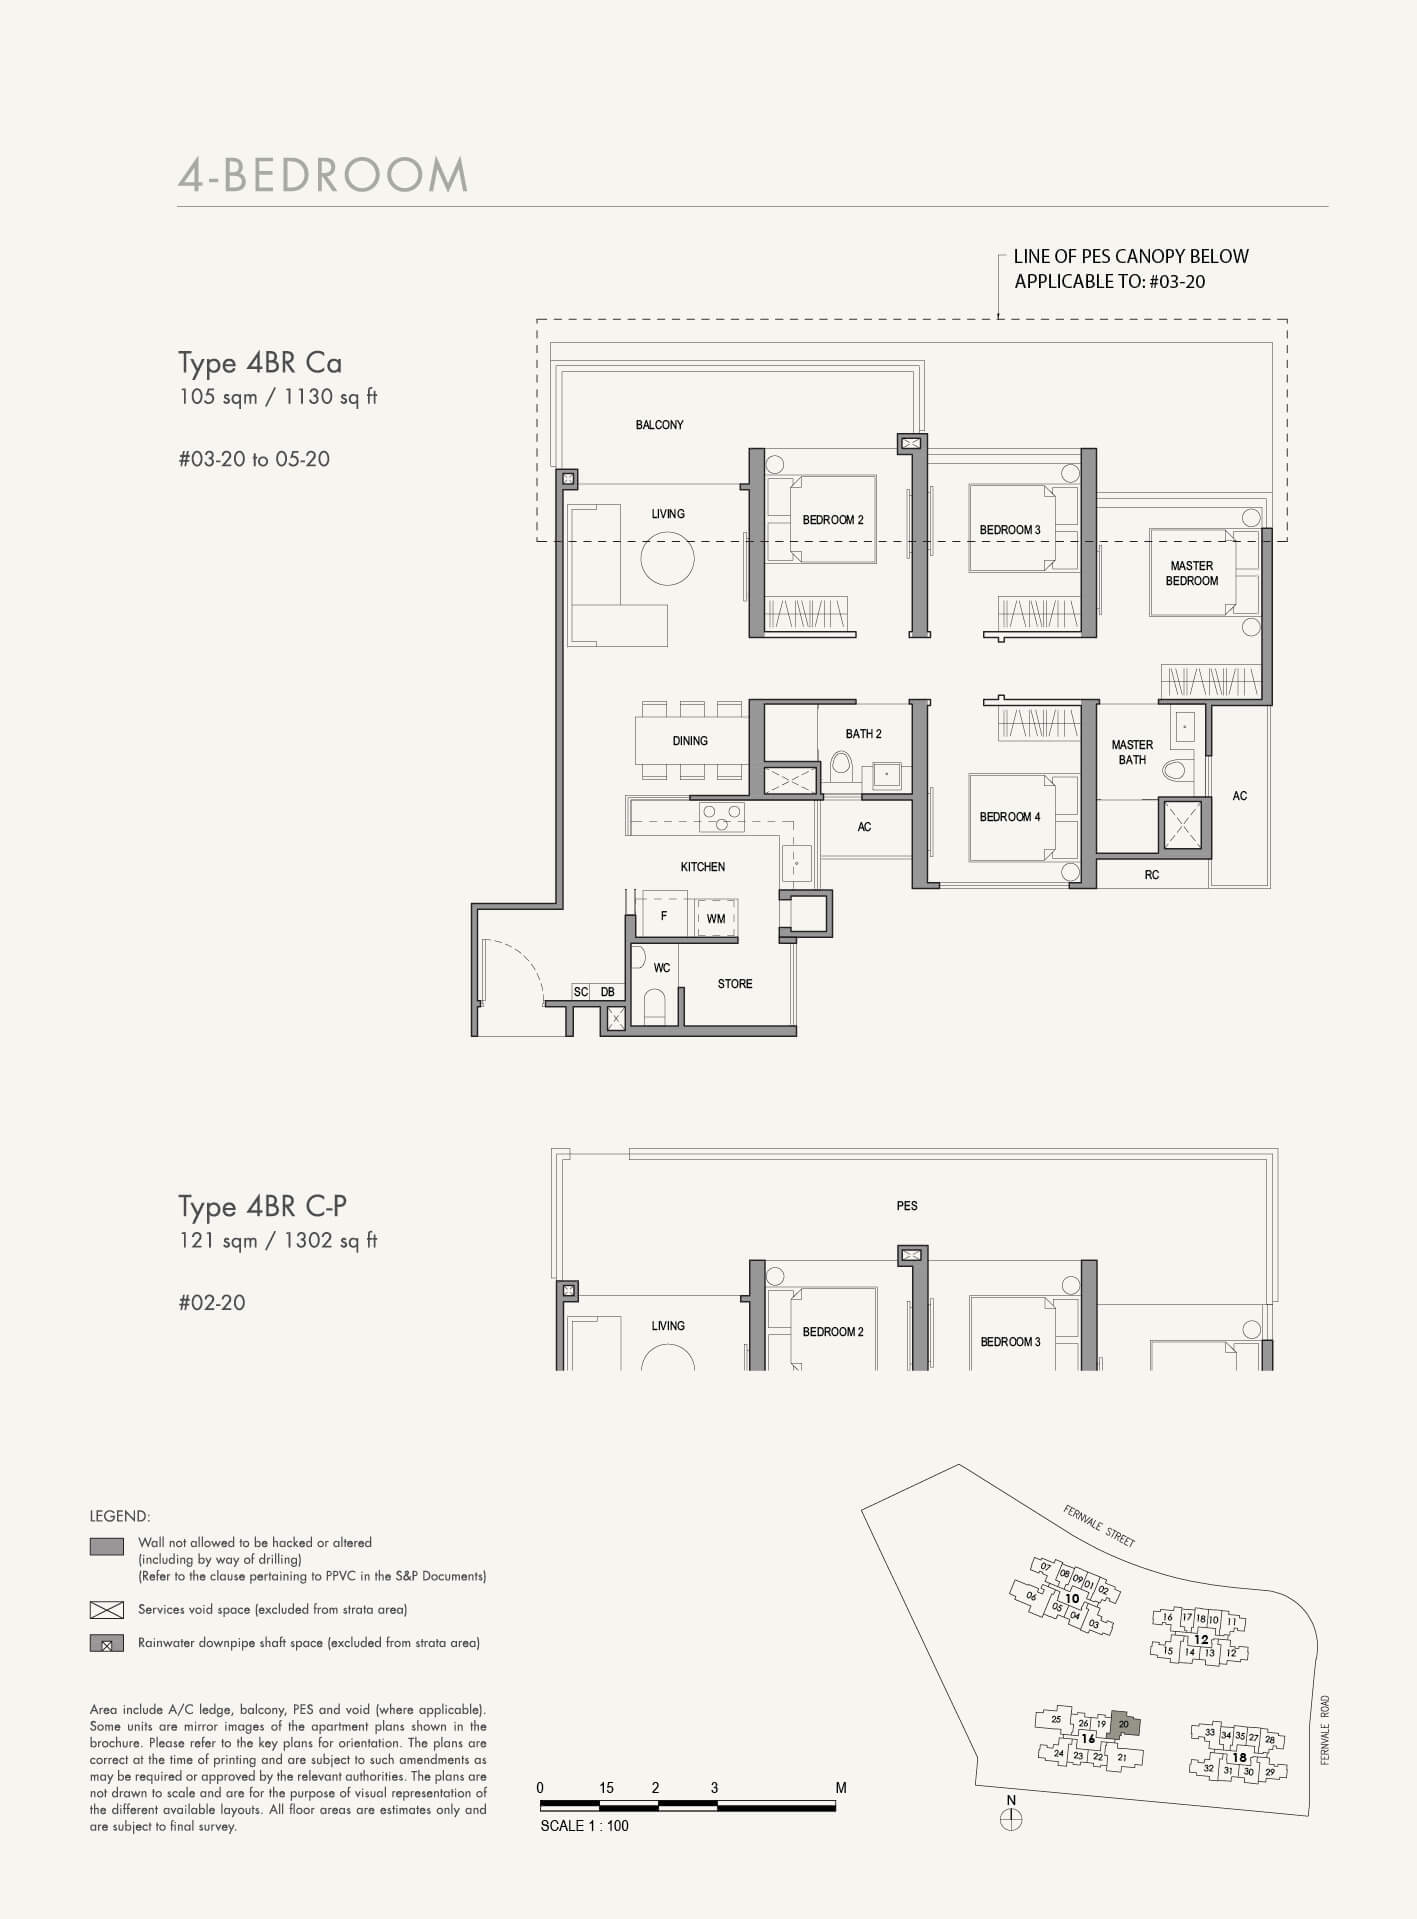 4-BEDROOM
LINE OF PES CANOPY BELOW
APPLICABLE TO: #03-20
Type 4BR Ca
105 sqm / 1130 sq ft
#03-20 to 05-20
BALCONY
LIVING
BEDROOM 2
BEDROOM 3
MASTER
BEDROOM
DINING
BATH 2
MASTER
BATH
AC
BEDROOM 4
AC
KITCHEN
RC
F
WM
WC
STORE
SC
DB
Type 4BR C-P
121 sqm / 1302 sq ft
#02-20
PES
LIVING
BEDROOM 2
BEDROOM 3
LEGEND:
Wall not allowed to be hacked or altered
(including by way of drilling)
(Refer to the clause pertaining to PPVC in the S&P Documents)
Services void space (excluded from strata area)
Rainwater downpipe shaft space (excluded from strata area)
Area include A/C ledge, balcony, PES and void (where applicable).
Some units are mirror images of the apartment plans shown in the
brochure. Please refer to the key plans for orientation. The plans are
correct at the time of printing and are subject to such amendments as
may be required or approved by the relevant authorities. The plans are
not drawn to scale and are for the purpose of visual representation of
the different available layouts. All floor areas are estimates only and
are subject to final survey.
0 15 2 3 M
SCALE 1 : 100
FERNVALE STREET
07 08 09 01 02
10
06 05 04 03
16 17 18 10 11
12
15 14 13 12
25 26 19 20
16
24 23 22 21
33 34 35 27 28
18
32 31 30 29
FERNVALE ROAD
N